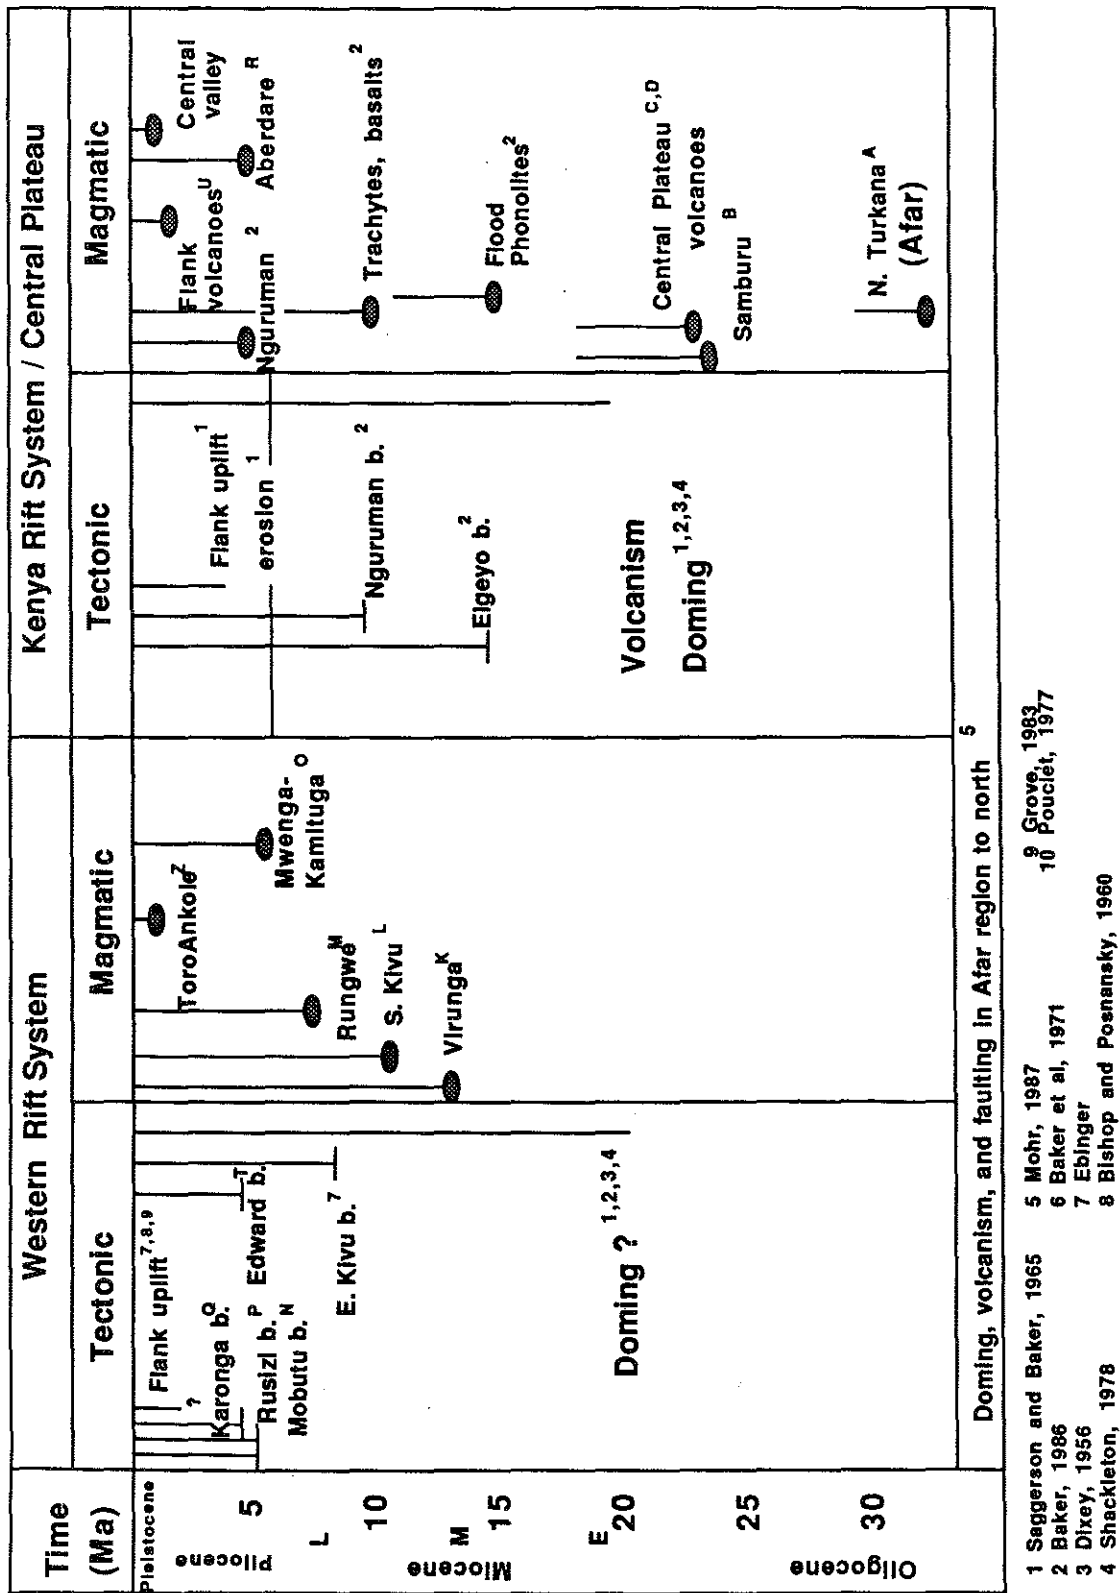 Time
(Ma)
Western Rift System
Kenya Rift System / Central Plateau
Tectonic
Magmatic
Tectonic
Magmatic
Pleistocene
Pliocene
5
L
10
Miocene
M
15
E
20
25
Oligocene
30
Flank uplift 7,8,9
?
Karonga b. Q
Rusizi b. P
Mobutu b. N
Edward b. T
E. Kivu b. 7
Doming ? 1,2,3,4
ToroAnkole Z
Mwenga- O
Kamituga
Rungwe M
S. Kivu L
Virunga K
Flank uplift 1
erosion 1
Nguruman b. 2
Elgeyo b. 2
Volcanism
Doming 1,2,3,4
Flank
volcanoes U
Central
valley
Nguruman 2
Aberdare R
Trachytes, basalts 2
Flood
Phonolites 2
Central Plateau C,D
volcanoes
Samburu B
N. Turkana A
(Afar)
Doming, volcanism, and faulting in Afar region to north 5
1 Saggerson and Baker, 1965
2 Baker, 1986
3 Dixey, 1956
4 Shackleton, 1978
5 Mohr, 1987
6 Baker et al, 1971
7 Ebinger
8 Bishop and Posnansky, 1960
9 Grove, 1983
10 Pouclet, 1977